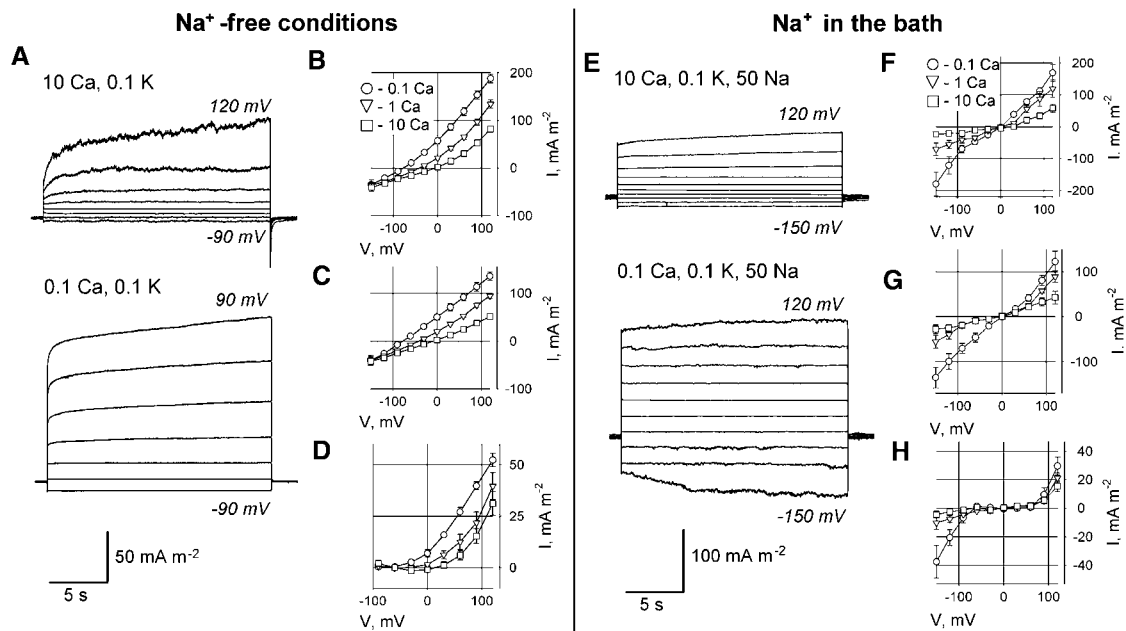 Na⁺ -free conditions
A
10 Ca, 0.1 K
120 mV
-90 mV
0.1 Ca, 0.1 K
90 mV
-90 mV
50 mA m⁻²
5 s
B
- 0.1 Ca
- 1 Ca
- 10 Ca
200
100
0
-100
I, mA m⁻²
-100 0 100
V, mV
C
100
0
-100
I, mA m⁻²
-100 0 100
V, mV
D
50
25
0
I, mA m⁻²
-100 0 100
V, mV
Na⁺ in the bath
E
10 Ca, 0.1 K, 50 Na
120 mV
-150 mV
0.1 Ca, 0.1 K, 50 Na
120 mV
-150 mV
100 mA m⁻²
5 s
F
- 0.1 Ca
- 1 Ca
- 10 Ca
200
100
0
-100
-200
I. mA m⁻²
-100 0 100
V, mV
G
100
0
-100
I. mA m⁻²
-100 0 100
V, mV
H
40
20
0
-20
-40
I, mA m⁻²
-100 0 100
V, mV